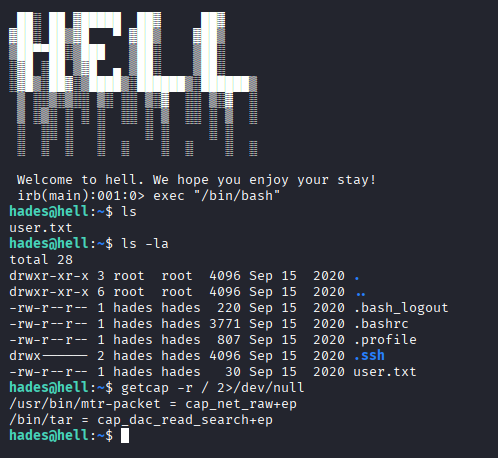 HELL
Welcome to hell. We hope you enjoy your stay!
irb(main):001:0> exec "/bin/bash"
hades@hell:~$ ls
user.txt
hades@hell:~$ ls -la
total 28
drwxr-xr-x 3 root  root  4096 Sep 15  2020 .
drwxr-xr-x 6 root  root  4096 Sep 15  2020 ..
-rw-r--r-- 1 hades hades  220 Sep 15  2020 .bash_logout
-rw-r--r-- 1 hades hades 3771 Sep 15  2020 .bashrc
-rw-r--r-- 1 hades hades  807 Sep 15  2020 .profile
drwx------ 2 hades hades 4096 Sep 15  2020 .ssh
-rw-r--r-- 1 hades hades   30 Sep 15  2020 user.txt
hades@hell:~$ getcap -r / 2>/dev/null
/usr/bin/mtr-packet = cap_net_raw+ep
/bin/tar = cap_dac_read_search+ep
hades@hell:~$